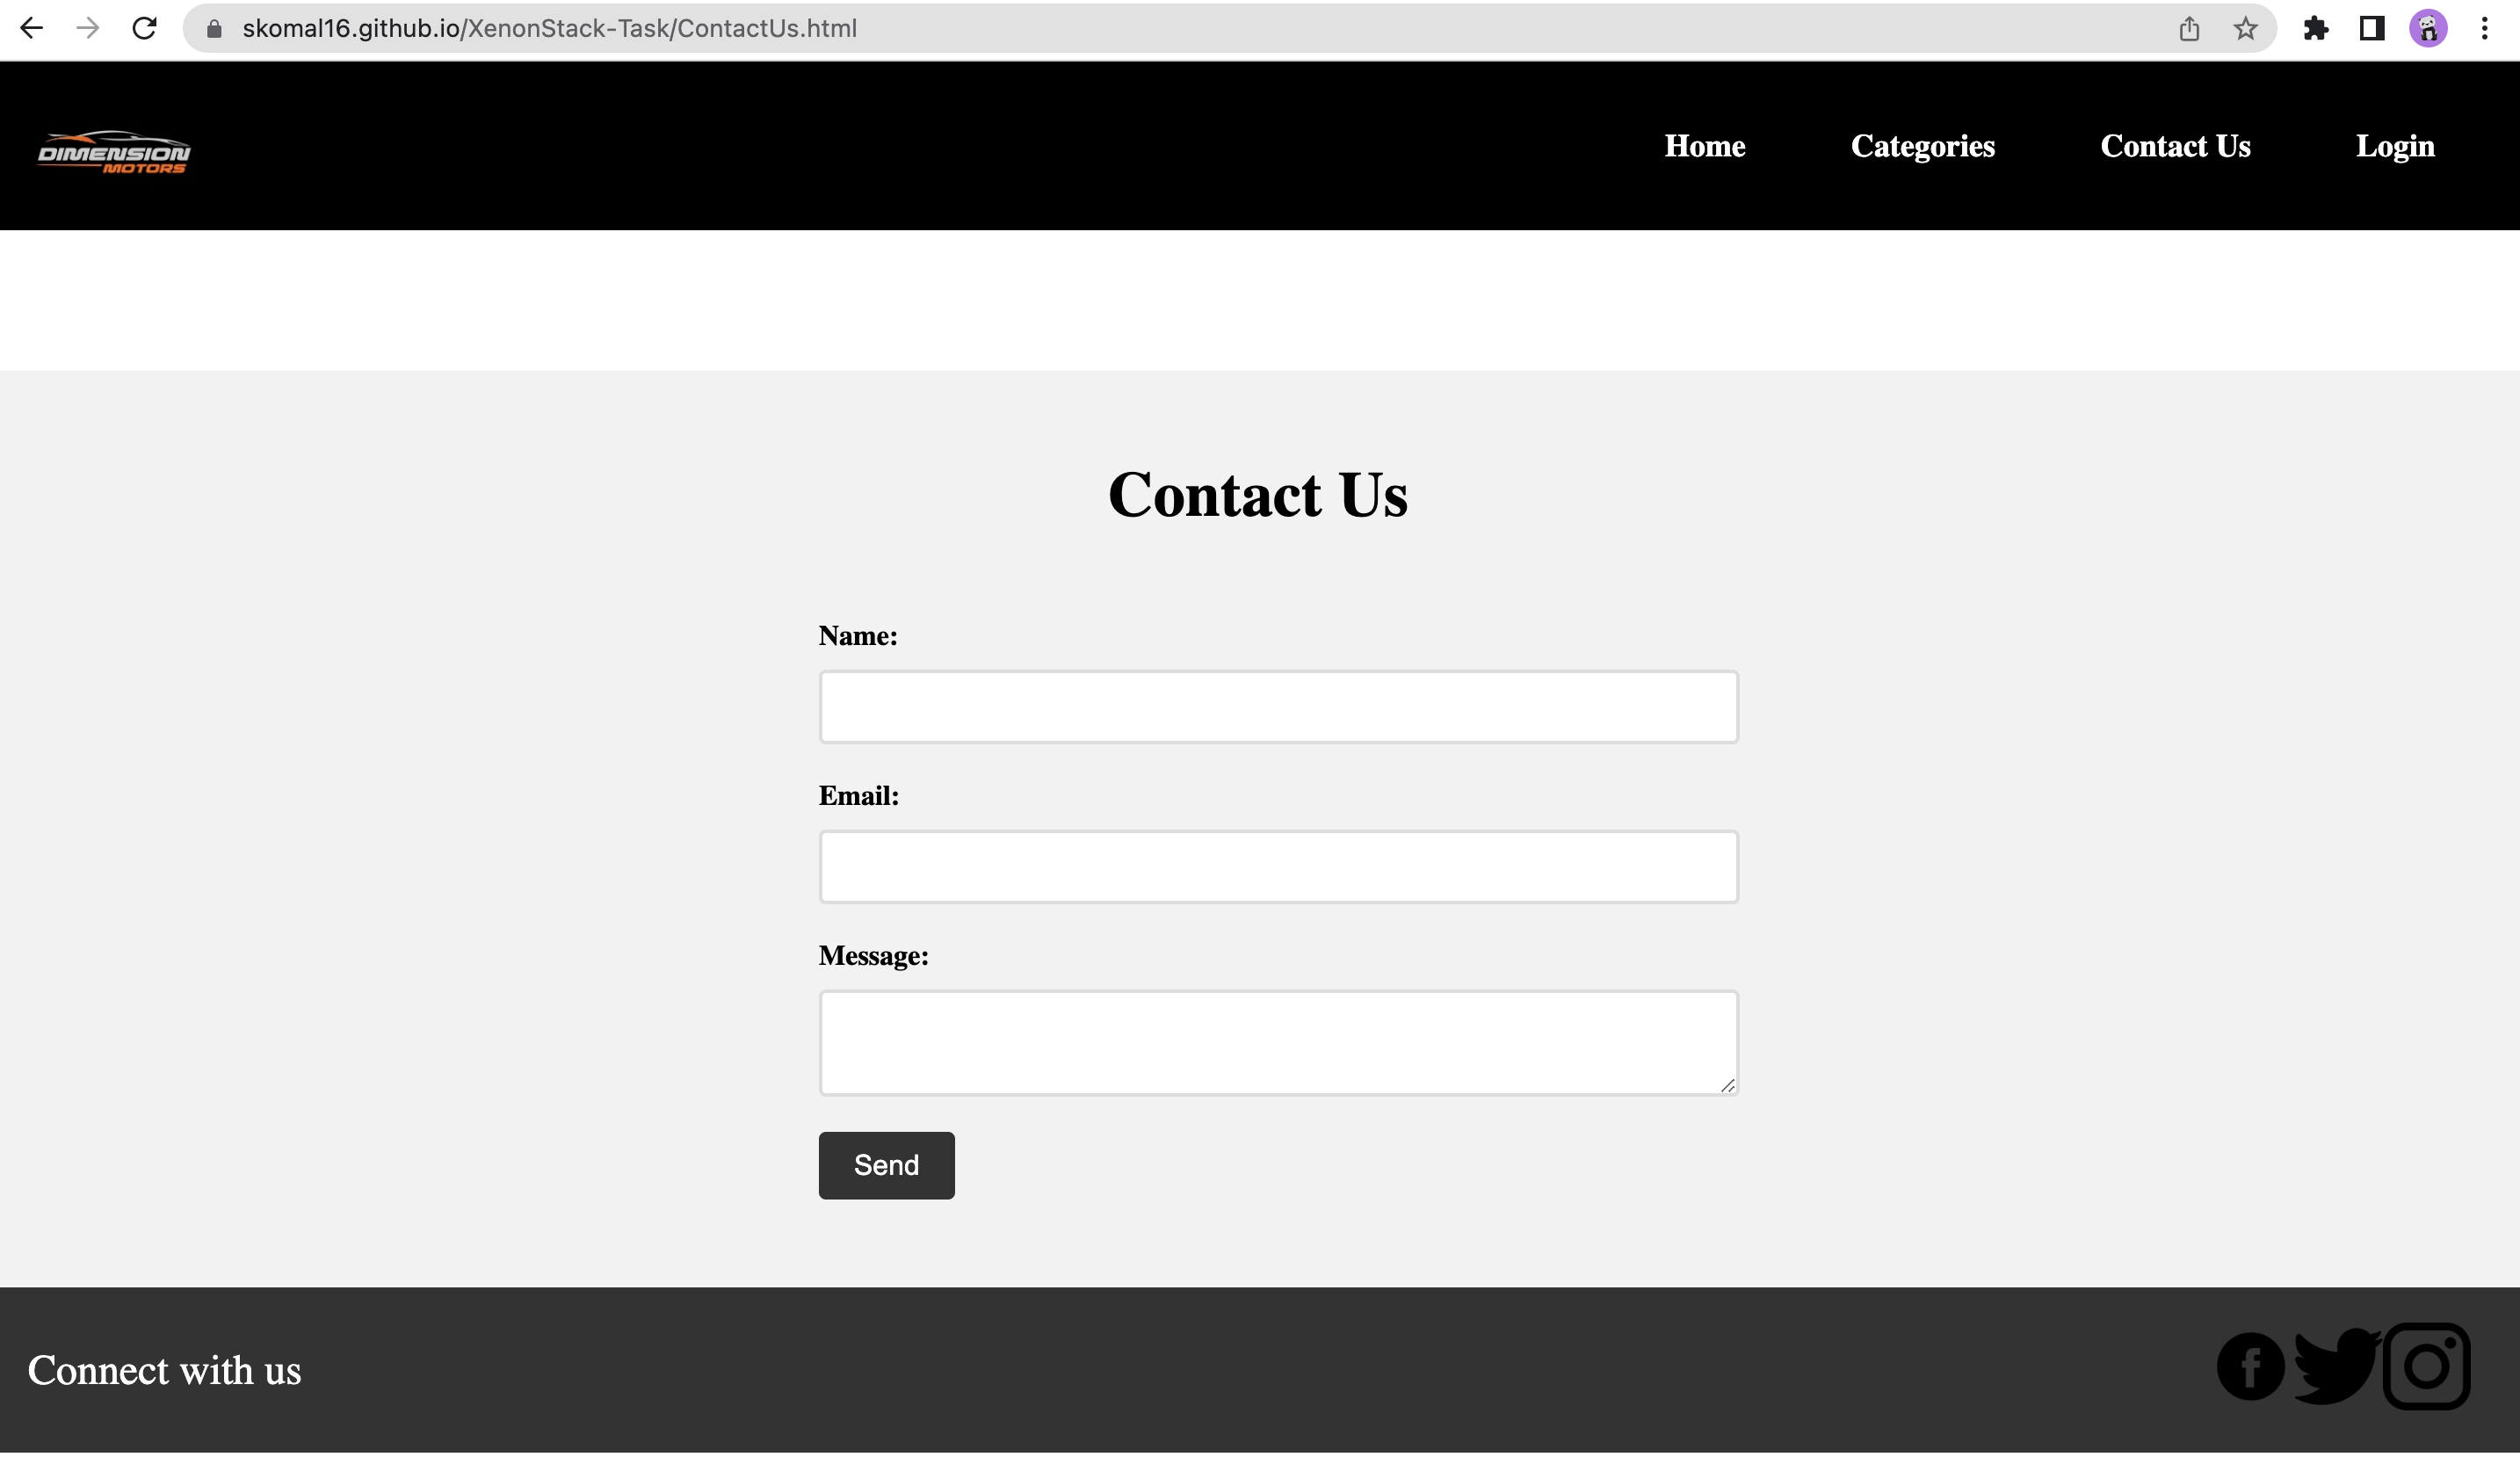 skomal16.github.io/XenonStack-Task/ContactUs.html
DIMENSION
MOTORS
Home Categories Contact Us Login
Contact Us
Name:
Email:
Message:
Send
Connect with us